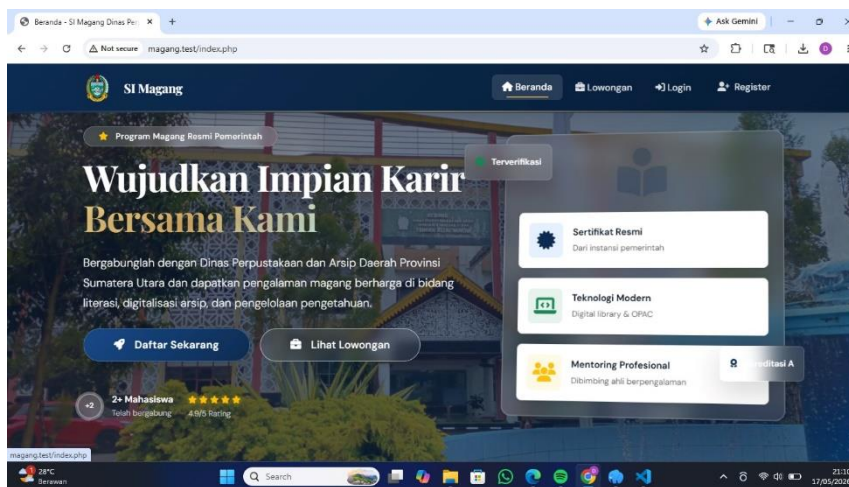 Beranda - SI Magang Dinas Per
Ask Gemini
Not secure magang.test/index.php
SI Magang
Beranda
Lowongan
Login
Register
Program Magang Resmi Pemerintah
Terverifikasi
Wujudkan Impian Karir
Bersama Kami
Bergabunglah dengan Dinas Perpustakaan dan Arsip Daerah Provinsi
Sumatera Utara dan dapatkan pengalaman magang berharga di bidang
literasi, digitalisasi arsip, dan pengelolaan pengetahuan.
Daftar Sekarang
Lihat Lowongan
+2
2+ Mahasiswa
Telah bergabung
4.9/5 Rating
Sertifikat Resmi
Dari instansi pemerintah
Teknologi Modern
Digital library & OPAC
Mentoring Profesional
Dibimbing ahli berpengalaman
editasi A
magang.test/index.php
28°C
Berawan
Search
21:10
17/05/2026